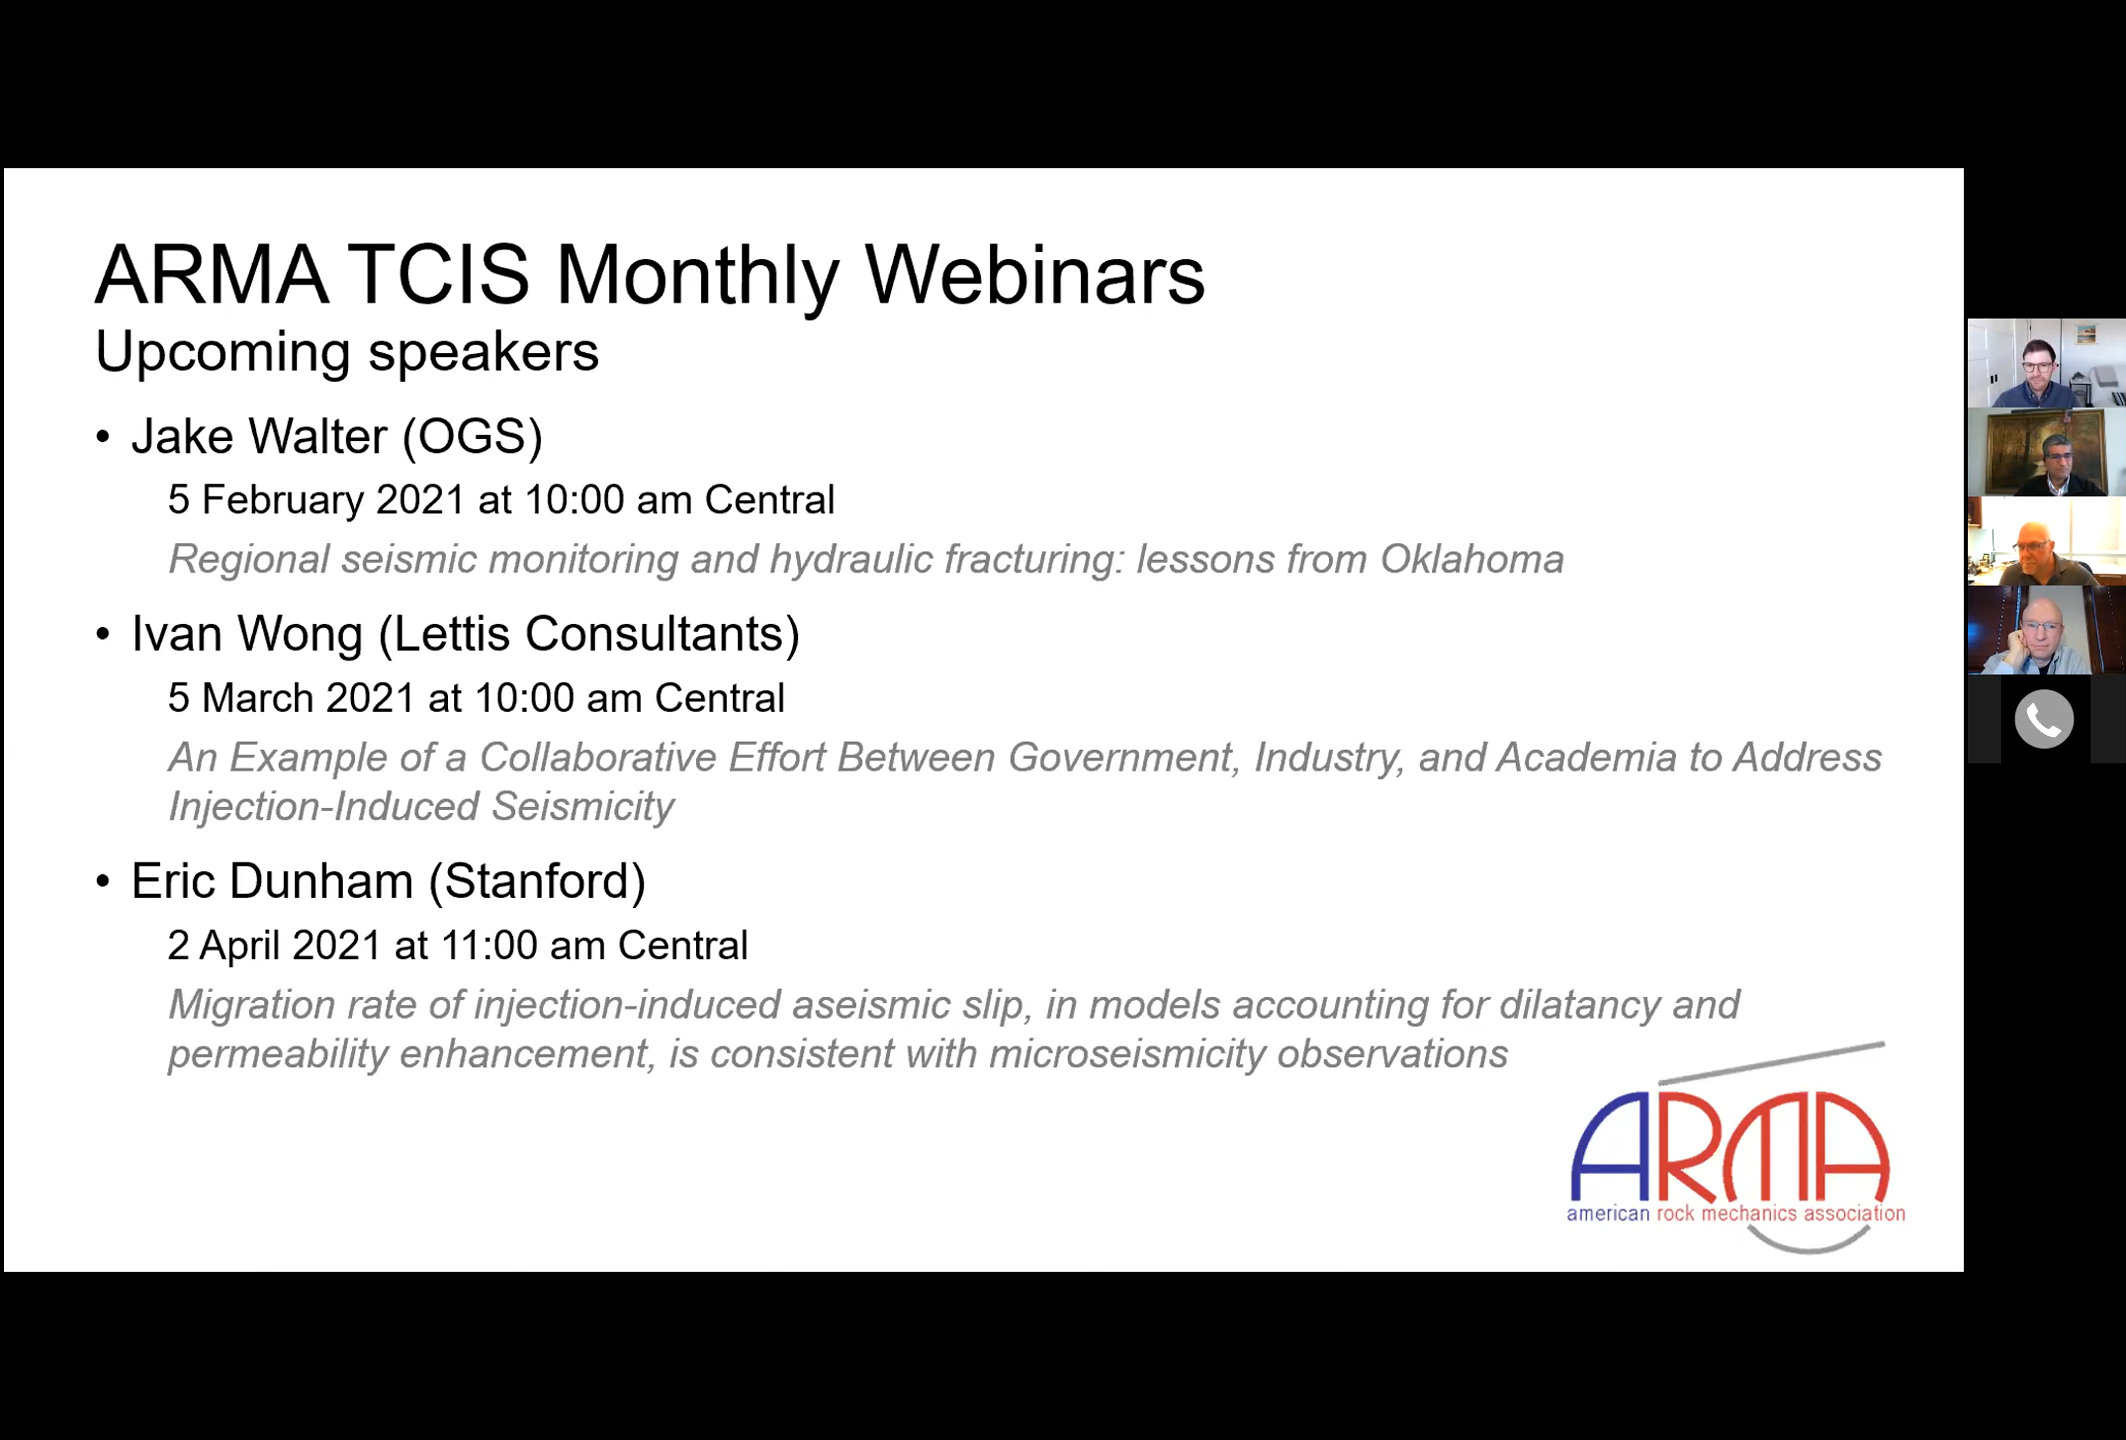 ARMA TCIS Monthly Webinars
Upcoming speakers
• Jake Walter (OGS)
5 February 2021 at 10:00 am Central
Regional seismic monitoring and hydraulic fracturing: lessons from Oklahoma
• Ivan Wong (Lettis Consultants)
5 March 2021 at 10:00 am Central
An Example of a Collaborative Effort Between Government, Industry, and Academia to Address
Injection-Induced Seismicity
• Eric Dunham (Stanford)
2 April 2021 at 11:00 am Central
Migration rate of injection-induced aseismic slip, in models accounting for dilatancy and
permeability enhancement, is consistent with microseismicity observations
ARMA
american rock mechanics association